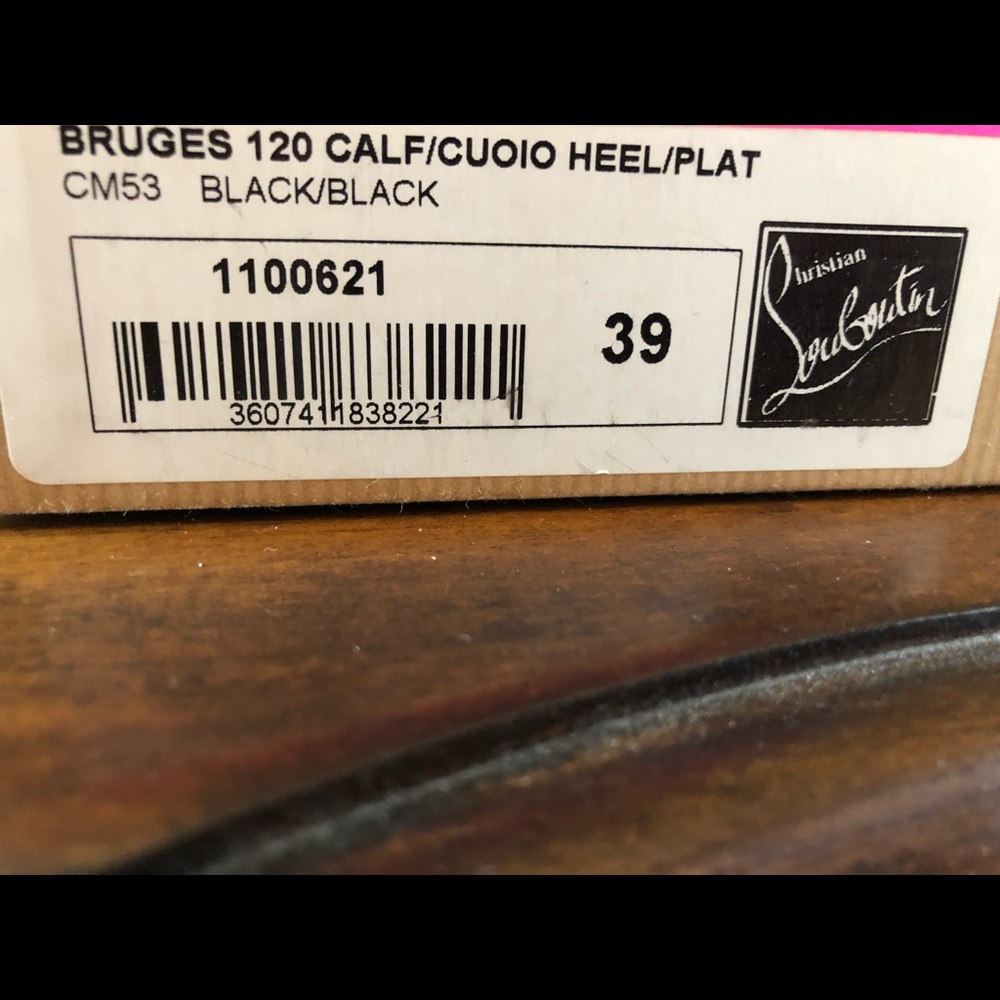 BRUGES 120 CALF/CUOIO HEEL/PLAT
CM53 BLACK/BLACK
1100621
39
3607411838221
Christian
Louboutin